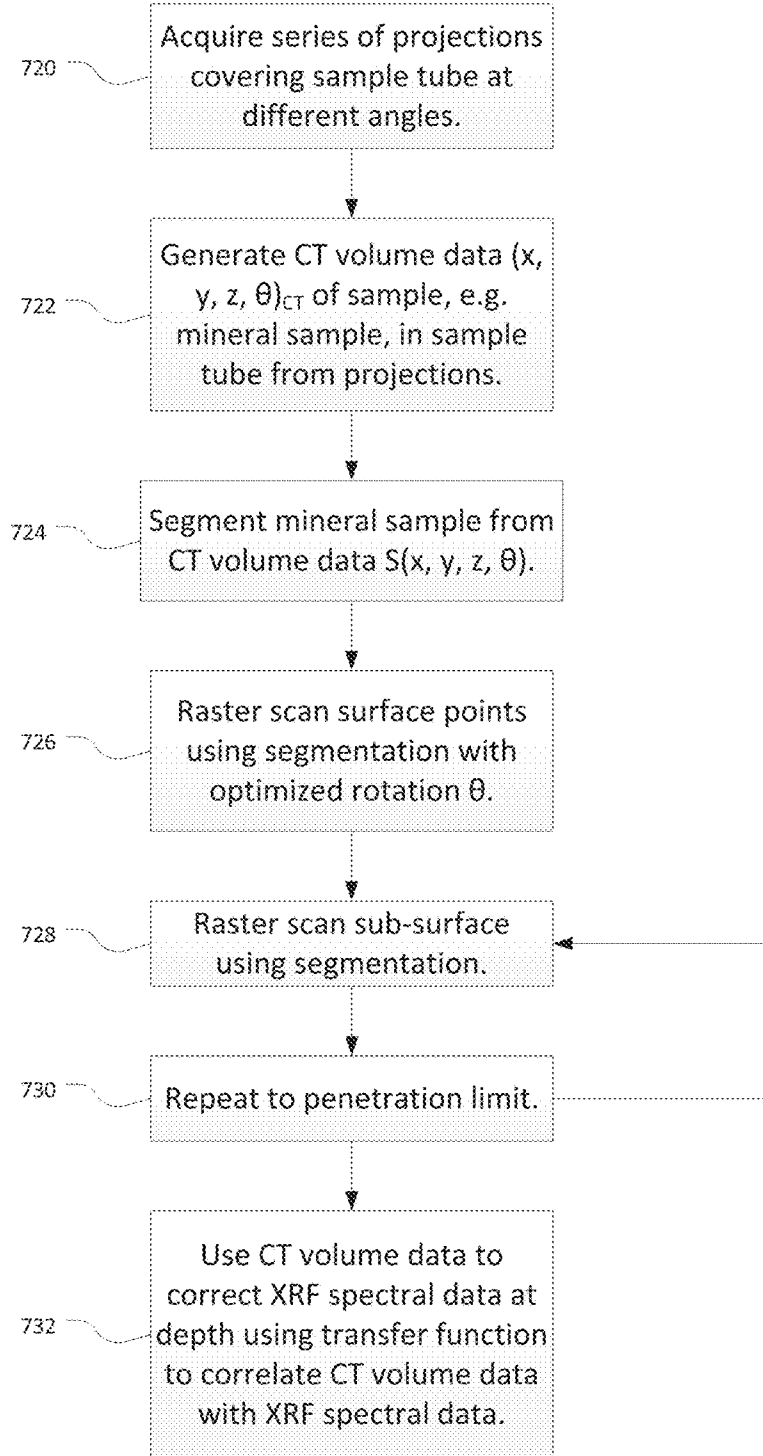 720
Acquire series of projections
covering sample tube at
different angles.
722
Generate CT volume data (x,
y, z, θ)CT of sample, e.g.
mineral sample, in sample
tube from projections.
724
Segment mineral sample from
CT volume data S(x, y, z, θ).
726
Raster scan surface points
using segmentation with
optimized rotation θ.
728
Raster scan sub-surface
using segmentation.
730
Repeat to penetration limit.
732
Use CT volume data to
correct XRF spectral data at
depth using transfer function
to correlate CT volume data
with XRF spectral data.